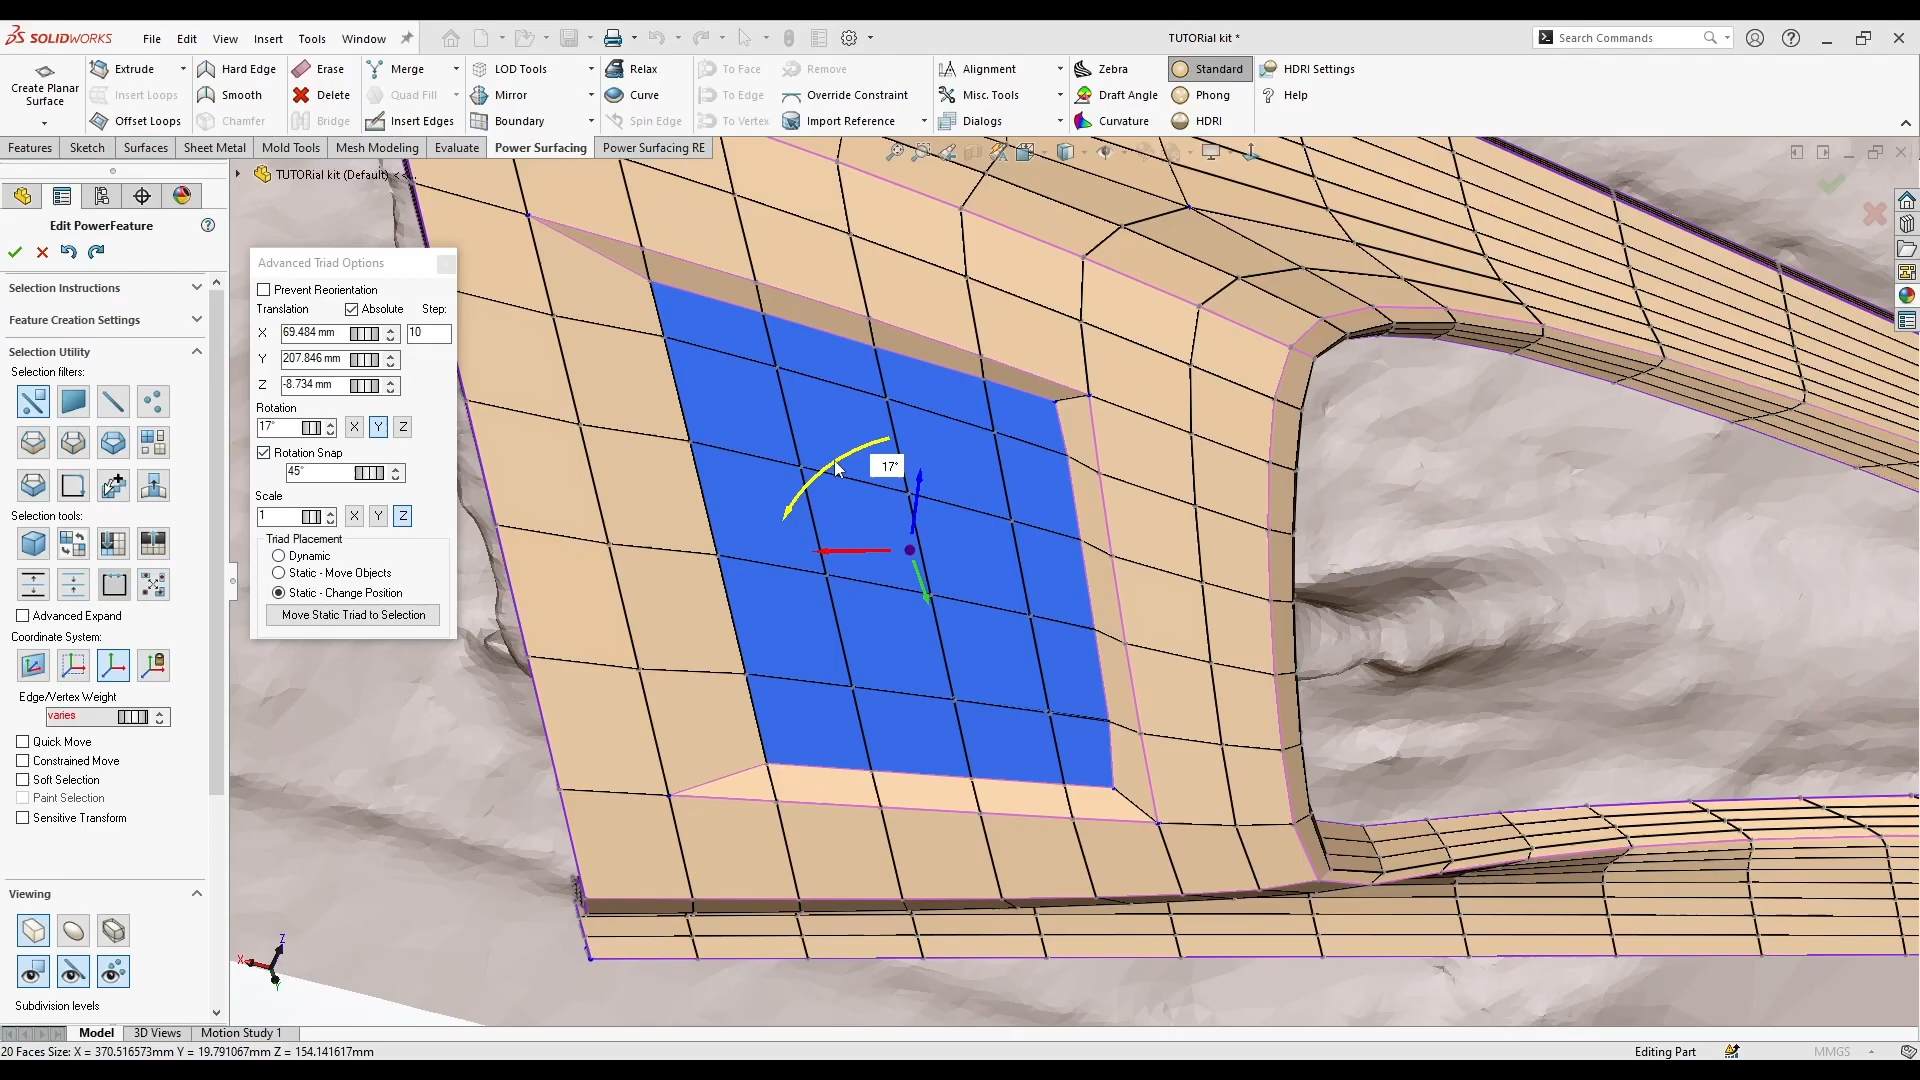 SOLIDWORKS File Edit View Insert Tools Window TUTORial kit * Search Commands
Create Planar Surface
Extrude Hard Edge Erase Merge LOD Tools Relax To Face Remove Alignment Zebra Standard HDRI Settings
Insert Loops Smooth Delete Quad Fill Mirror Curve To Edge Override Constraint Misc. Tools Draft Angle Phong Help
Offset Loops Chamfer Bridge Insert Edges Boundary Spin Edge To Vertex Import Reference Dialogs Curvature HDRI
Features Sketch Surfaces Sheet Metal Mold Tools Mesh Modeling Evaluate Power Surfacing Power Surfacing RE
TUTORial kit (Default) <<
Edit PowerFeature
Selection Instructions
Feature Creation Settings
Selection Utility
Selection filters:
Selection tools:
Advanced Expand
Coordinate System:
Edge/Vertex Weight
varies
Quick Move
Constrained Move
Soft Selection
Paint Selection
Sensitive Transform
Viewing
Subdivision levels
Advanced Triad Options
Prevent Reorientation
Translation Absolute Step:
X 69.484 mm 10
Y 207.846 mm
Z -8.734 mm
Rotation
17° X Y Z
Rotation Snap
45°
Scale
1 X Y Z
Triad Placement
Dynamic
Static - Move Objects
Static - Change Position
Move Static Triad to Selection
17°
Z
X
Y
Model 3D Views Motion Study 1
20 Faces Size: X = 370.516573mm Y = 19.791067mm Z = 154.141617mm Editing Part MMGS